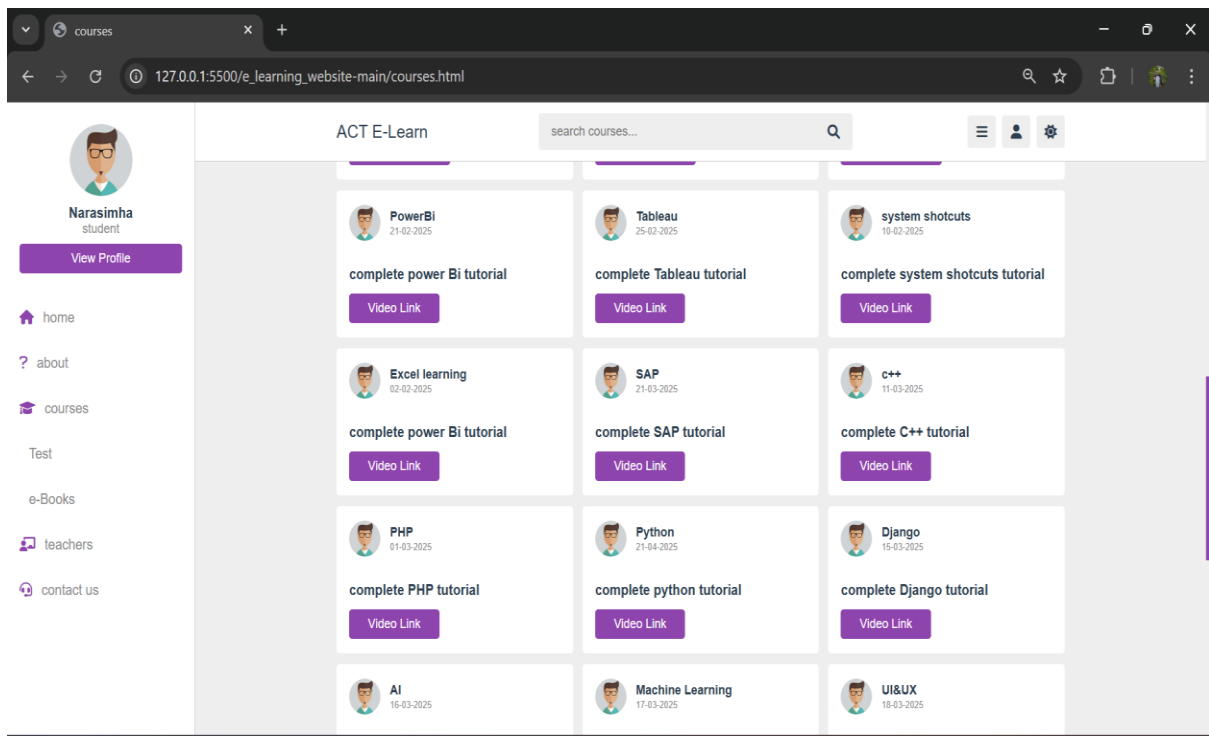 courses
127.0.0.1:5500/e_learning_website-main/courses.html
Narasimha
student
View Profile
home
? about
courses
Test
e-Books
teachers
contact us
ACT E-Learn
search courses...
PowerBi
21-02-2025
complete power Bi tutorial
Video Link
Tableau
25-02-2025
complete Tableau tutorial
Video Link
system shotcuts
10-02-2025
complete system shotcuts tutorial
Video Link
Excel learning
02-02-2025
complete power Bi tutorial
Video Link
SAP
21-03-2025
complete SAP tutorial
Video Link
c++
11-03-2025
complete C++ tutorial
Video Link
PHP
01-03-2025
complete PHP tutorial
Video Link
Python
21-04-2025
complete python tutorial
Video Link
Django
15-03-2025
complete Django tutorial
Video Link
AI
16-03-2025
Machine Learning
17-03-2025
UI&UX
18-03-2025